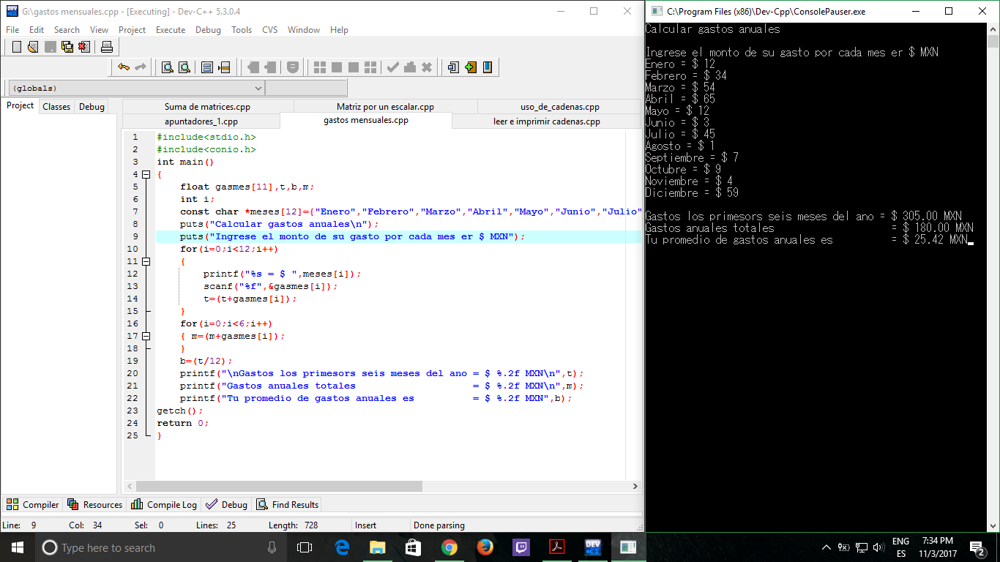 G:\gastos mensuales.cpp - [Executing] - Dev-C++ 5.3.0.4
File Edit Search View Project Execute Debug Tools CVS Window Help
(globals)
Project Classes Debug
Suma de matrices.cpp Matriz por un escalar.cpp uso_de_cadenas.cpp
apuntadores_1.cpp gastos mensuales.cpp leer e imprimir cadenas.cpp
1 #include<stdio.h>
2 #include<conio.h>
3 int main()
4 {
5 float gasmes[11],t,b,m;
6 int i;
7 const char *meses[12]={"Enero","Febrero","Marzo","Abril","Mayo","Junio","Julio"
8 puts("Calcular gastos anuales\n");
9 puts("Ingrese el monto de su gasto por cada mes er $ MXN");
10 for(i=0;i<12;i++)
11 {
12 printf("%s = $ ",meses[i]);
13 scanf("%f",&gasmes[i]);
14 t=(t+gasmes[i]);
15 }
16 for(i=0;i<6;i++)
17 { m=(m+gasmes[i]);
18 }
19 b=(t/12);
20 printf("\nGastos los primesors seis meses del ano = $ %.2f MXN\n",t);
21 printf("Gastos anuales totales                    = $ %.2f MXN\n",m);
22 printf("Tu promedio de gastos anuales es          = $ %.2f MXN",b);
23 getch();
24 return 0;
25 }
Compiler Resources Compile Log Debug Find Results
Line: 9 Col: 34 Sel: 0 Lines: 25 Length: 728 Insert Done parsing
C:\Program Files (x86)\Dev-Cpp\ConsolePauser.exe
Calcular gastos anuales
Ingrese el monto de su gasto por cada mes er $ MXN
Enero = $ 12
Febrero = $ 34
Marzo = $ 54
Abril = $ 65
Mayo = $ 12
Junio = $ 3
Julio = $ 45
Agosto = $ 1
Septiembre = $ 7
Octubre = $ 9
Noviembre = $ 4
Diciembre = $ 59
Gastos los primesors seis meses del ano = $ 305.00 MXN
Gastos anuales totales                    = $ 180.00 MXN
Tu promedio de gastos anuales es          = $ 25.42 MXN
Type here to search
DEV
ENG
ES
7:34 PM
11/3/2017
2